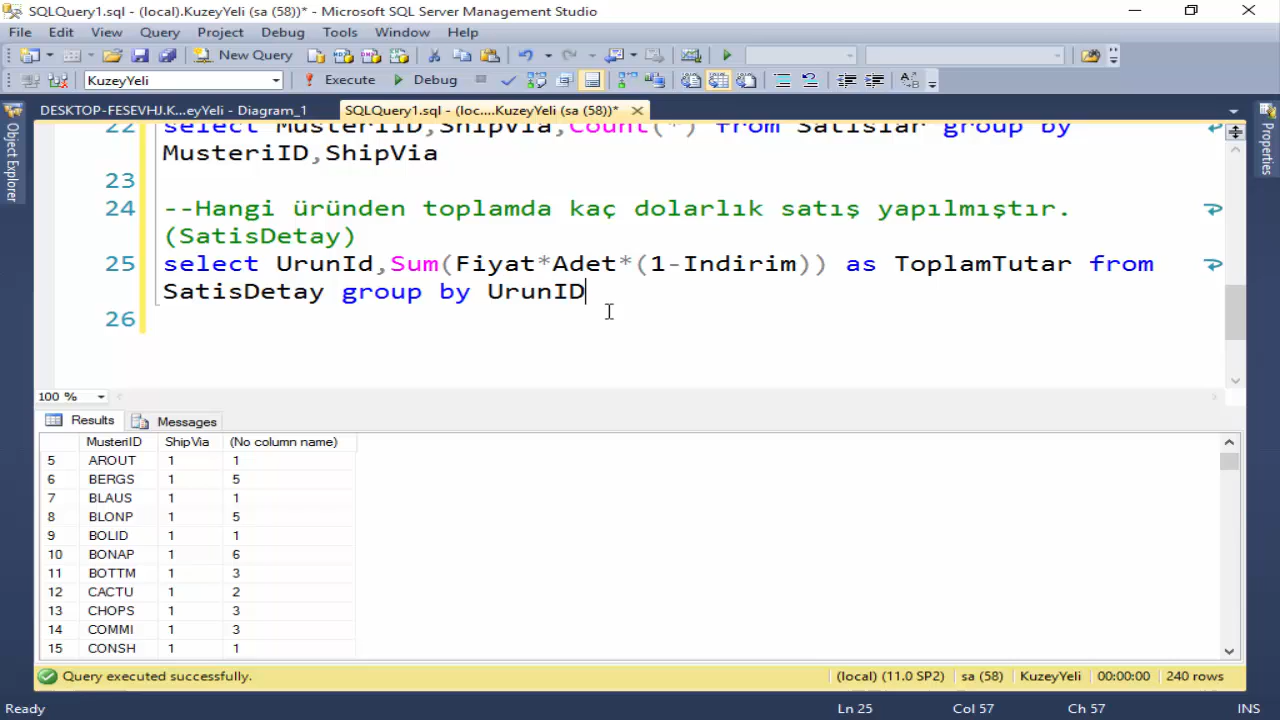 SQLQuery1.sql - (local).KuzeyYeli (sa (58))* - Microsoft SQL Server Management Studio
File Edit View Query Project Debug Tools Window Help
New Query
KuzeyYeli Execute Debug
DESKTOP-FESEVHJ.K...eyYeli - Diagram_1 SQLQuery1.sql - (loc....KuzeyYeli (sa (58))*
Object Explorer
Properties
22 select MusteriID,ShipVia,Count(*) from Satislar group by
MusteriID,ShipVia
23
24 --Hangi üründen toplamda kaç dolarlık satış yapılmıştır.
(SatisDetay)
25 select UrunId,Sum(Fiyat*Adet*(1-Indirim)) as ToplamTutar from
SatisDetay group by UrunID
26
100 %
Results Messages
MusteriID ShipVia (No column name)
5 AROUT 1 1
6 BERGS 1 5
7 BLAUS 1 1
8 BLONP 1 5
9 BOLID 1 1
10 BONAP 1 6
11 BOTTM 1 3
12 CACTU 1 2
13 CHOPS 1 3
14 COMMI 1 3
15 CONSH 1 1
Query executed successfully. (local) (11.0 SP2) sa (58) KuzeyYeli 00:00:00 240 rows
Ready Ln 25 Col 57 Ch 57 INS